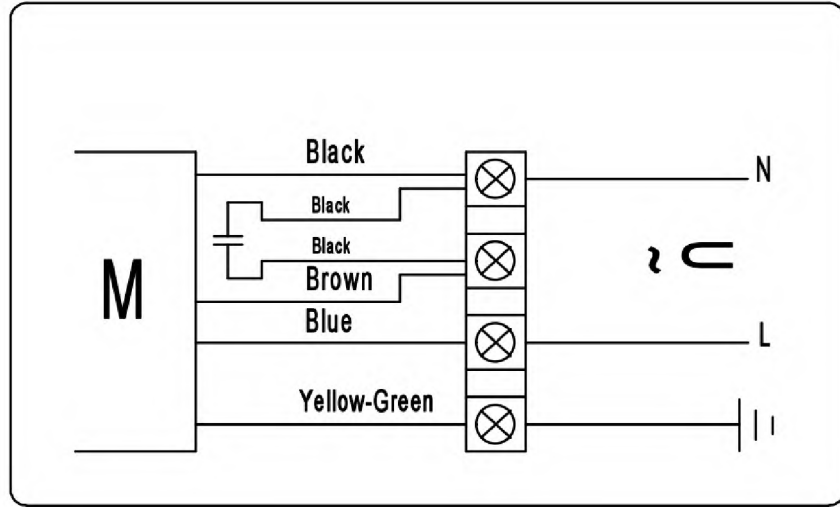 Black
N
Black
Black
~ U
M
Brown
Blue
L
Yellow-Green